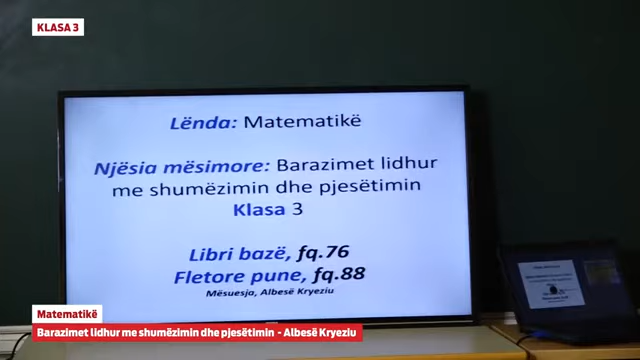 KLASA 3
Lënda: Matematikë
Njësia mësimore: Barazimet lidhur
me shumëzimin dhe pjesëtimin
Klasa 3
Libri bazë, fq.76
Fletore pune, fq.88
Mësuesja, Albesë Kryeziu
Matematikë
Barazimet lidhur me shumëzimin dhe pjesëtimin - Albesë Kryeziu